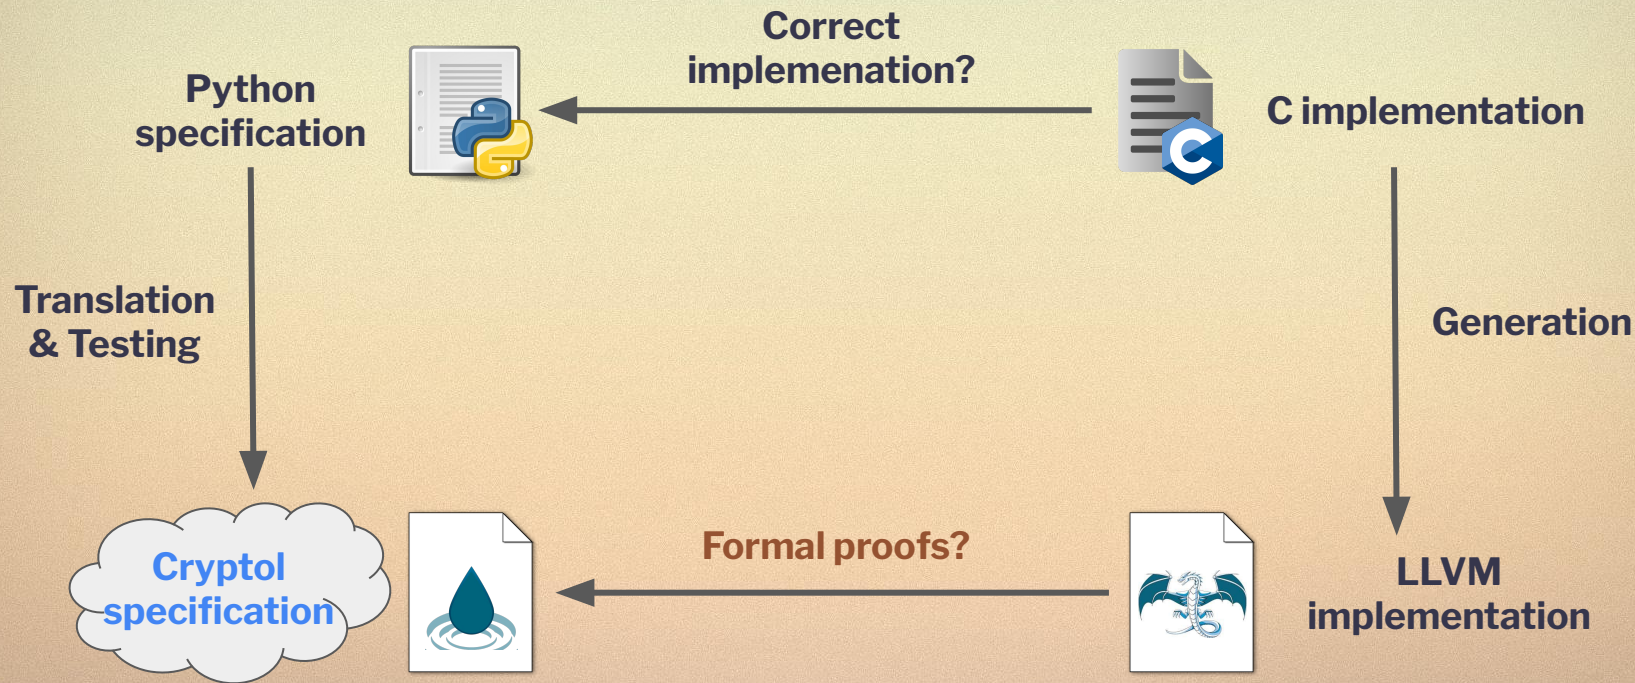 Correct
implemenation?
Python
specification
C implementation
C
Translation
& Testing
Generation
Formal proofs?
Cryptol
specification
LLVM
implementation